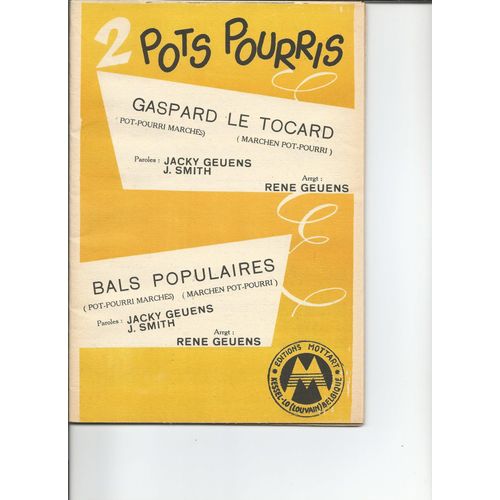 2 POTS POURRIS
GASPARD LE TOCARD
(POT-POURRI MARCHES) (MARCHEN POT-POURRI)
Paroles : JACKY GEUENS
J. SMITH
Arrgt :
RENE GEUENS
BALS POPULAIRES
(POT-POURRI MARCHES) (MARCHEN POT-POURRI)
Paroles : JACKY GEUENS
J. SMITH
Arrgt :
RENE GEUENS
EDITIONS MOTTART
KESSEL-LO (LOUVAIN) BELGIQUE